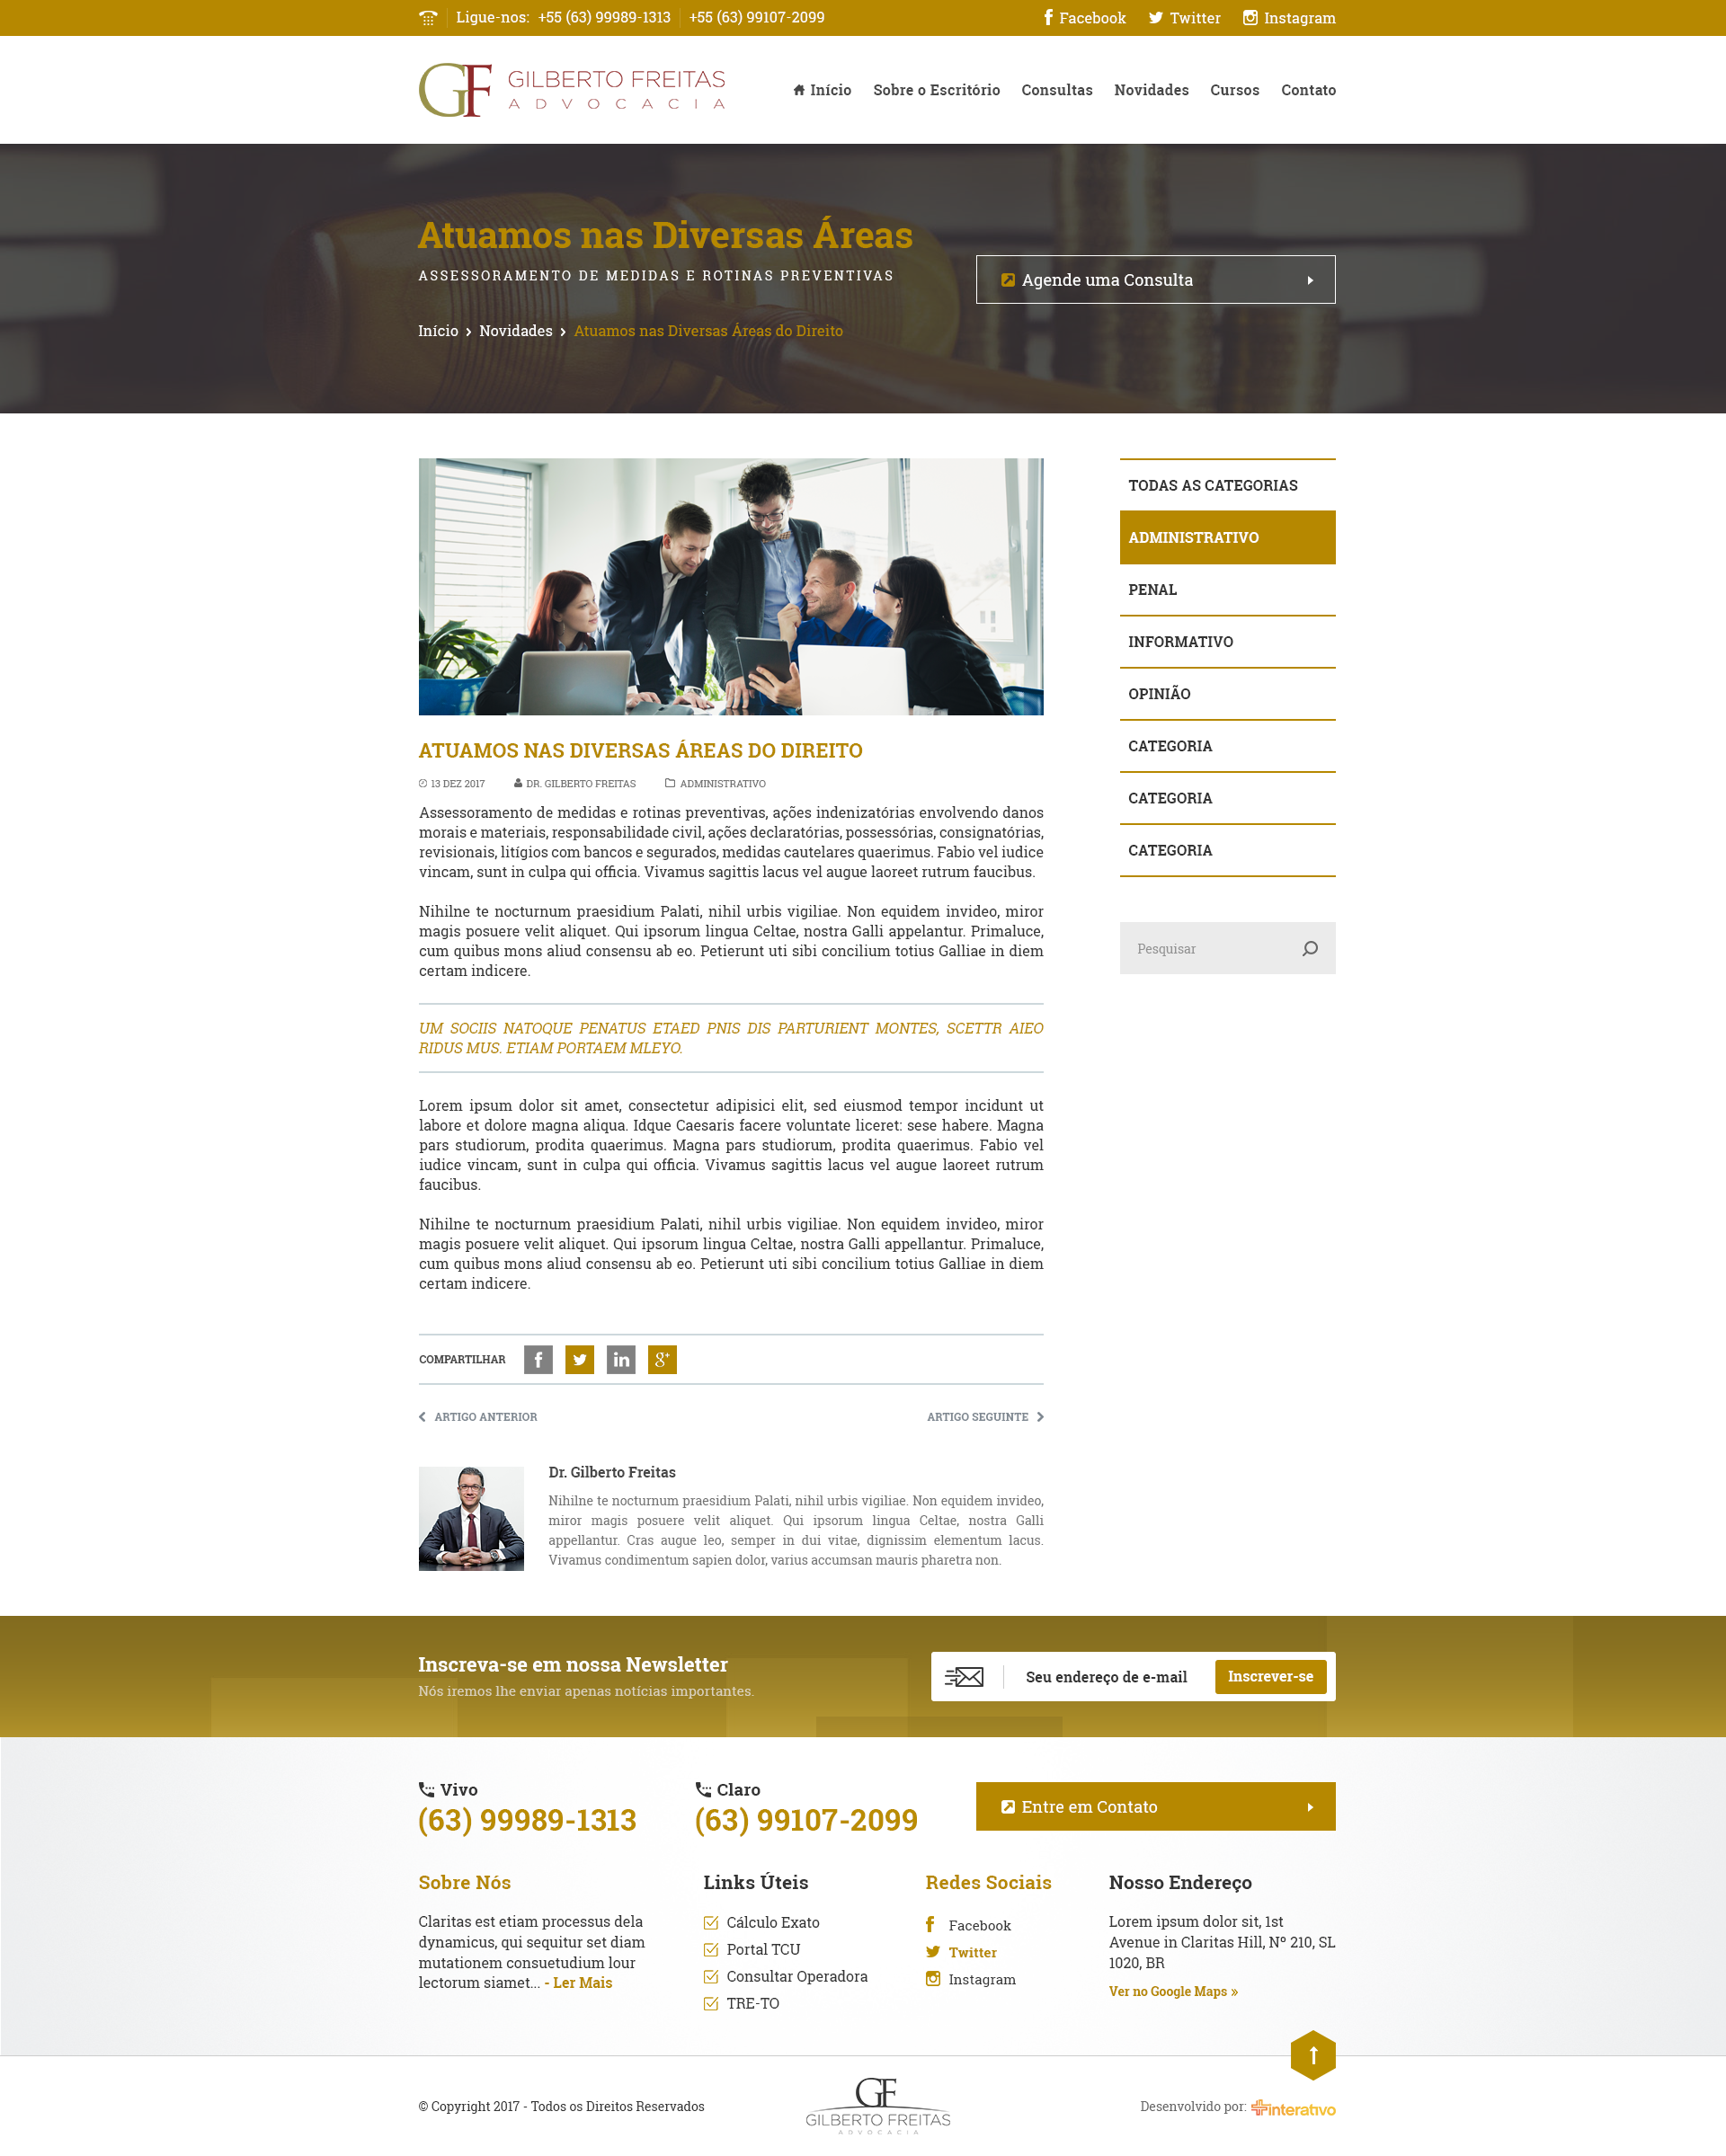 Ligue-nos: +55 (63) 99989-1313 +55 (63) 99107-2099 Facebook Twitter Instagram
GF GILBERTO FREITAS
ADVOCACIA
Início Sobre o Escritório Consultas Novidades Cursos Contato
Atuamos nas Diversas Áreas
ASSESSORAMENTO DE MEDIDAS E ROTINAS PREVENTIVAS
Agende uma Consulta
Início Novidades Atuamos nas Diversas Áreas do Direito
TODAS AS CATEGORIAS
ADMINISTRATIVO
PENAL
INFORMATIVO
OPINIÃO
CATEGORIA
CATEGORIA
CATEGORIA
Pesquisar
ATUAMOS NAS DIVERSAS ÁREAS DO DIREITO
13 DEZ 2017 DR. GILBERTO FREITAS ADMINISTRATIVO
Assessoramento de medidas e rotinas preventivas, ações indenizatórias envolvendo danos
morais e materiais, responsabilidade civil, ações declaratórias, possessórias, consignatórias,
revisionais, litígios com bancos e segurados, medidas cautelares quaerimus. Fabio vel iudice
vincam, sunt in culpa qui officia. Vivamus sagittis lacus vel augue laoreet rutrum faucibus.
Nihilne te nocturnum praesidium Palati, nihil urbis vigiliae. Non equidem invideo, miror
magis posuere velit aliquet. Qui ipsorum lingua Celtae, nostra Galli appelantur. Primaluce,
cum quibus mons aliud consensu ab eo. Petierunt uti sibi concilium totius Galliae in diem
certam indicere.
UM SOCIIS NATOQUE PENATUS ETAED PNIS DIS PARTURIENT MONTES, SCETTR AIEO
RIDUS MUS. ETIAM PORTAEM MLEYO.
Lorem ipsum dolor sit amet, consectetur adipisici elit, sed eiusmod tempor incidunt ut
labore et dolore magna aliqua. Idque Caesaris facere voluntate liceret: sese habere. Magna
pars studiorum, prodita quaerimus. Magna pars studiorum, prodita quaerimus. Fabio vel
iudice vincam, sunt in culpa qui officia. Vivamus sagittis lacus vel augue laoreet rutrum
faucibus.
Nihilne te nocturnum praesidium Palati, nihil urbis vigiliae. Non equidem invideo, miror
magis posuere velit aliquet. Qui ipsorum lingua Celtae, nostra Galli appellantur. Primaluce,
cum quibus mons aliud consensu ab eo. Petierunt uti sibi concilium totius Galliae in diem
certam indicere.
COMPARTILHAR
ARTIGO ANTERIOR ARTIGO SEGUINTE
Dr. Gilberto Freitas
Nihilne te nocturnum praesidium Palati, nihil urbis vigiliae. Non equidem invideo,
miror magis posuere velit aliquet. Qui ipsorum lingua Celtae, nostra Galli
appellantur. Cras augue leo, semper in dui vitae, dignissim elementum lacus.
Vivamus condimentum sapien dolor, varius accumsan mauris pharetra non.
Inscreva-se em nossa Newsletter
Nós iremos lhe enviar apenas notícias importantes.
Seu endereço de e-mail Inscrever-se
Vivo
(63) 99989-1313
Claro
(63) 99107-2099
Entre em Contato
Sobre Nós
Claritas est etiam processus dela
dynamicus, qui sequitur set diam
mutationem consuetudium lour
lectorum siamet... - Ler Mais
Links Úteis
Cálculo Exato
Portal TCU
Consultar Operadora
TRE-TO
Redes Sociais
Facebook
Twitter
Instagram
Nosso Endereço
Lorem ipsum dolor sit, 1st
Avenue in Claritas Hill, Nº 210, SL
1020, BR
Ver no Google Maps »
© Copyright 2017 - Todos os Direitos Reservados
GF
GILBERTO FREITAS
ADVOCACIA
Desenvolvido por: interativo